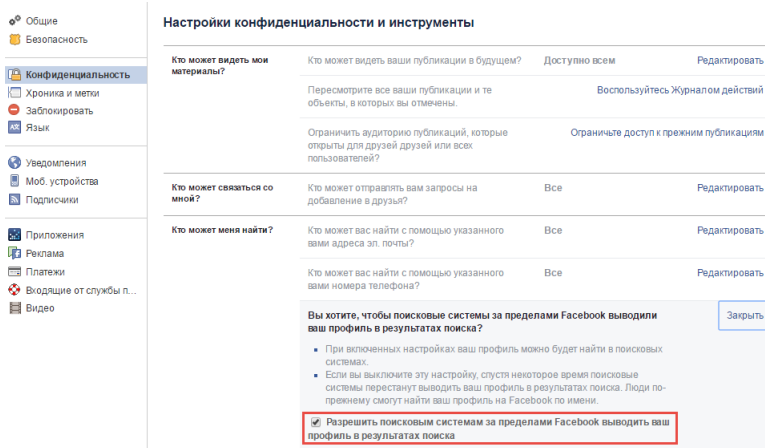 Общие
Безопасность
Конфиденциальность
Хроника и метки
Заблокировать
Язык
Уведомления
Моб. устройства
Подписчики
Приложения
Реклама
Платежи
Входящие от службы п...
Видео
Настройки конфиденциальности и инструменты
Кто может видеть мои
материалы?
Кто может видеть ваши публикации в будущем?
Доступно всем
Редактировать
Пересмотрите все ваши публикации и те
объекты, в которых вы отмечены.
Воспользуйтесь Журналом действий
Ограничить аудиторию публикаций, которые
открыты для друзей друзей или всех
пользователей?
Ограничьте доступ к прежним публикациям
Кто может связаться со
мной?
Кто может отправлять вам запросы на
добавление в друзья?
Все
Редактировать
Кто может меня найти?
Кто может вас найти с помощью указанного
вами адреса эл. почты?
Все
Редактировать
Кто может вас найти с помощью указанного
вами номера телефона?
Все
Редактировать
Вы хотите, чтобы поисковые системы за пределами Facebook выводили
ваш профиль в результатах поиска?
Закрыть
При включенных настройках ваш профиль можно будет найти в поисковых
системах.
Если вы выключите эту настройку, спустя некоторое время поисковые
системы перестанут выводить ваш профиль в результатах поиска. Люди по-
прежнему смогут найти ваш профиль на Facebook по имени.
Разрешить поисковым системам за пределами Facebook выводить ваш
профиль в результатах поиска